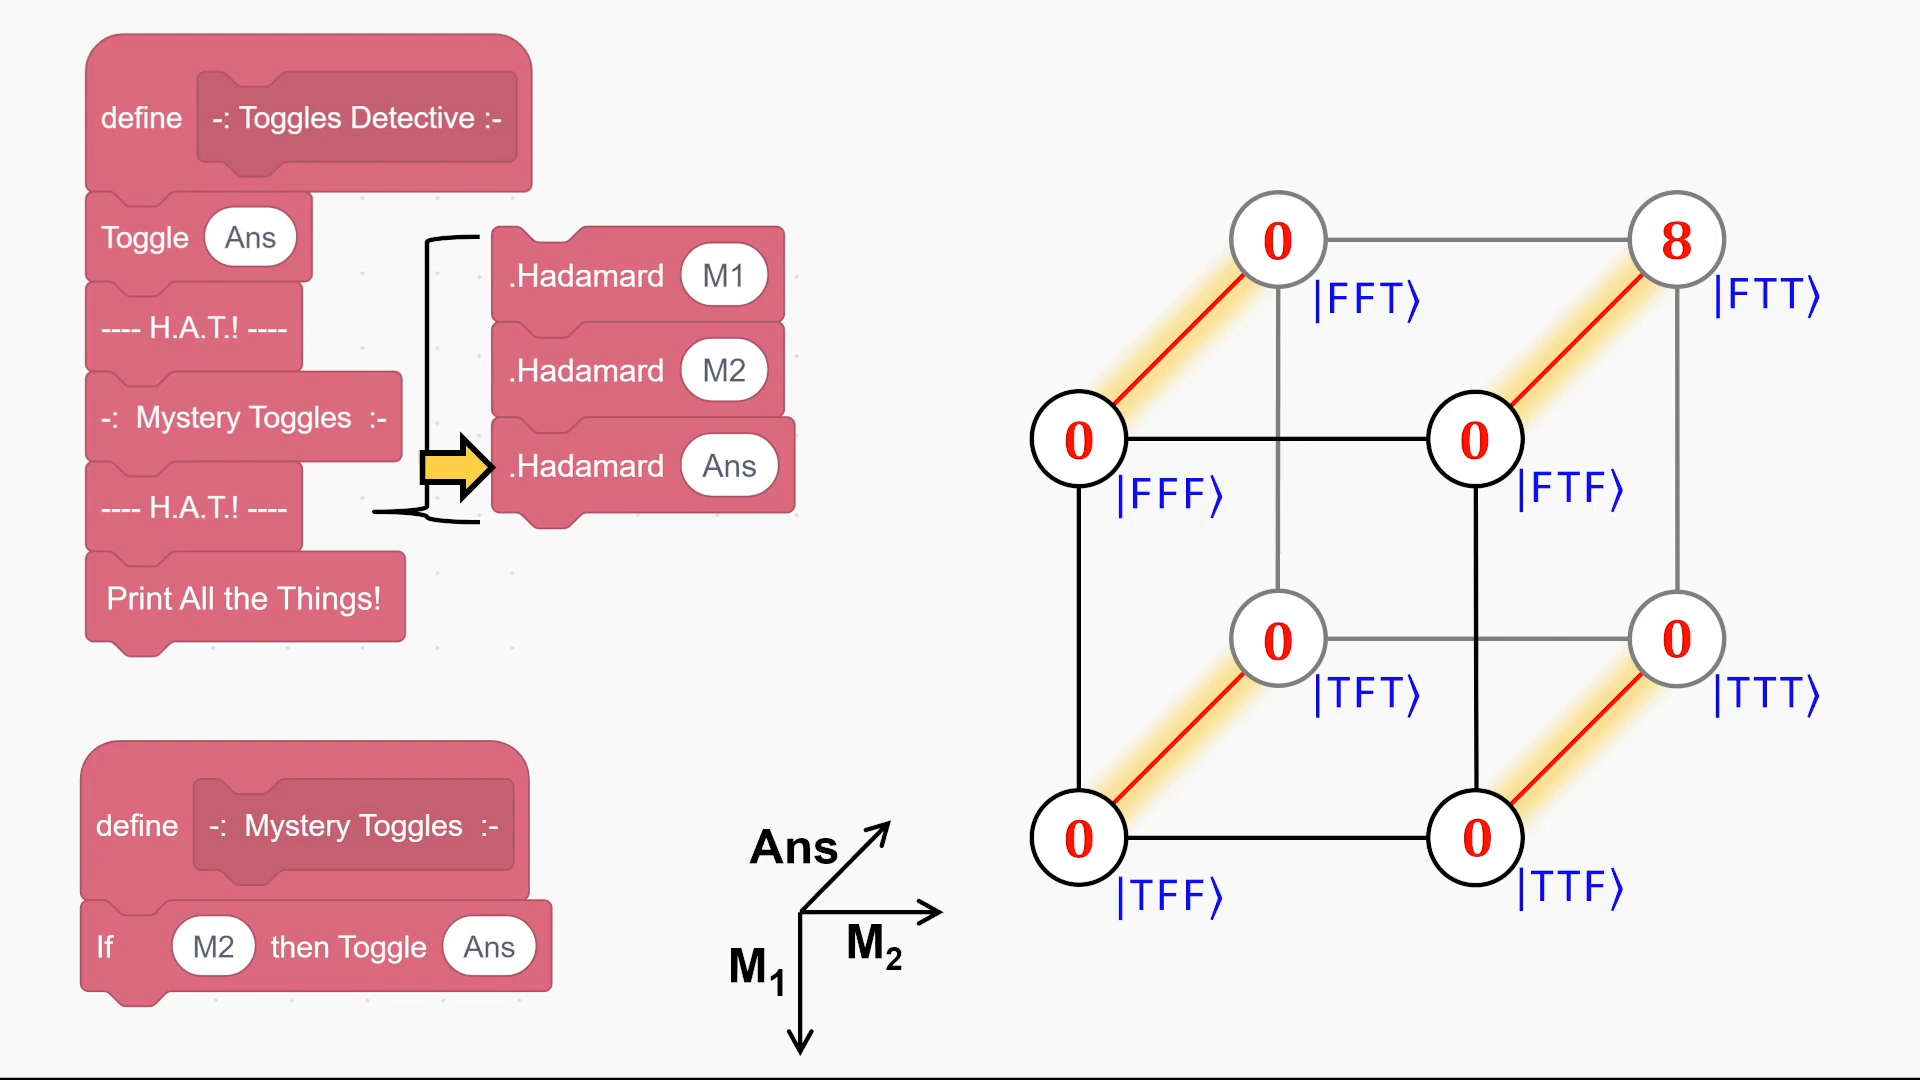 define -: Toggles Detective :-
Toggle Ans
---- H.A.T.! ----
-: Mystery Toggles :-
---- H.A.T.! ----
Print All the Things!
.Hadamard M1
.Hadamard M2
.Hadamard Ans
define -: Mystery Toggles :-
If M2 then Toggle Ans
Ans
M₂
M₁
0
8
|FFT⟩
|FTT⟩
0
0
|FFF⟩
|FTF⟩
0
0
|TFT⟩
|TTT⟩
0
0
|TFF⟩
|TTF⟩